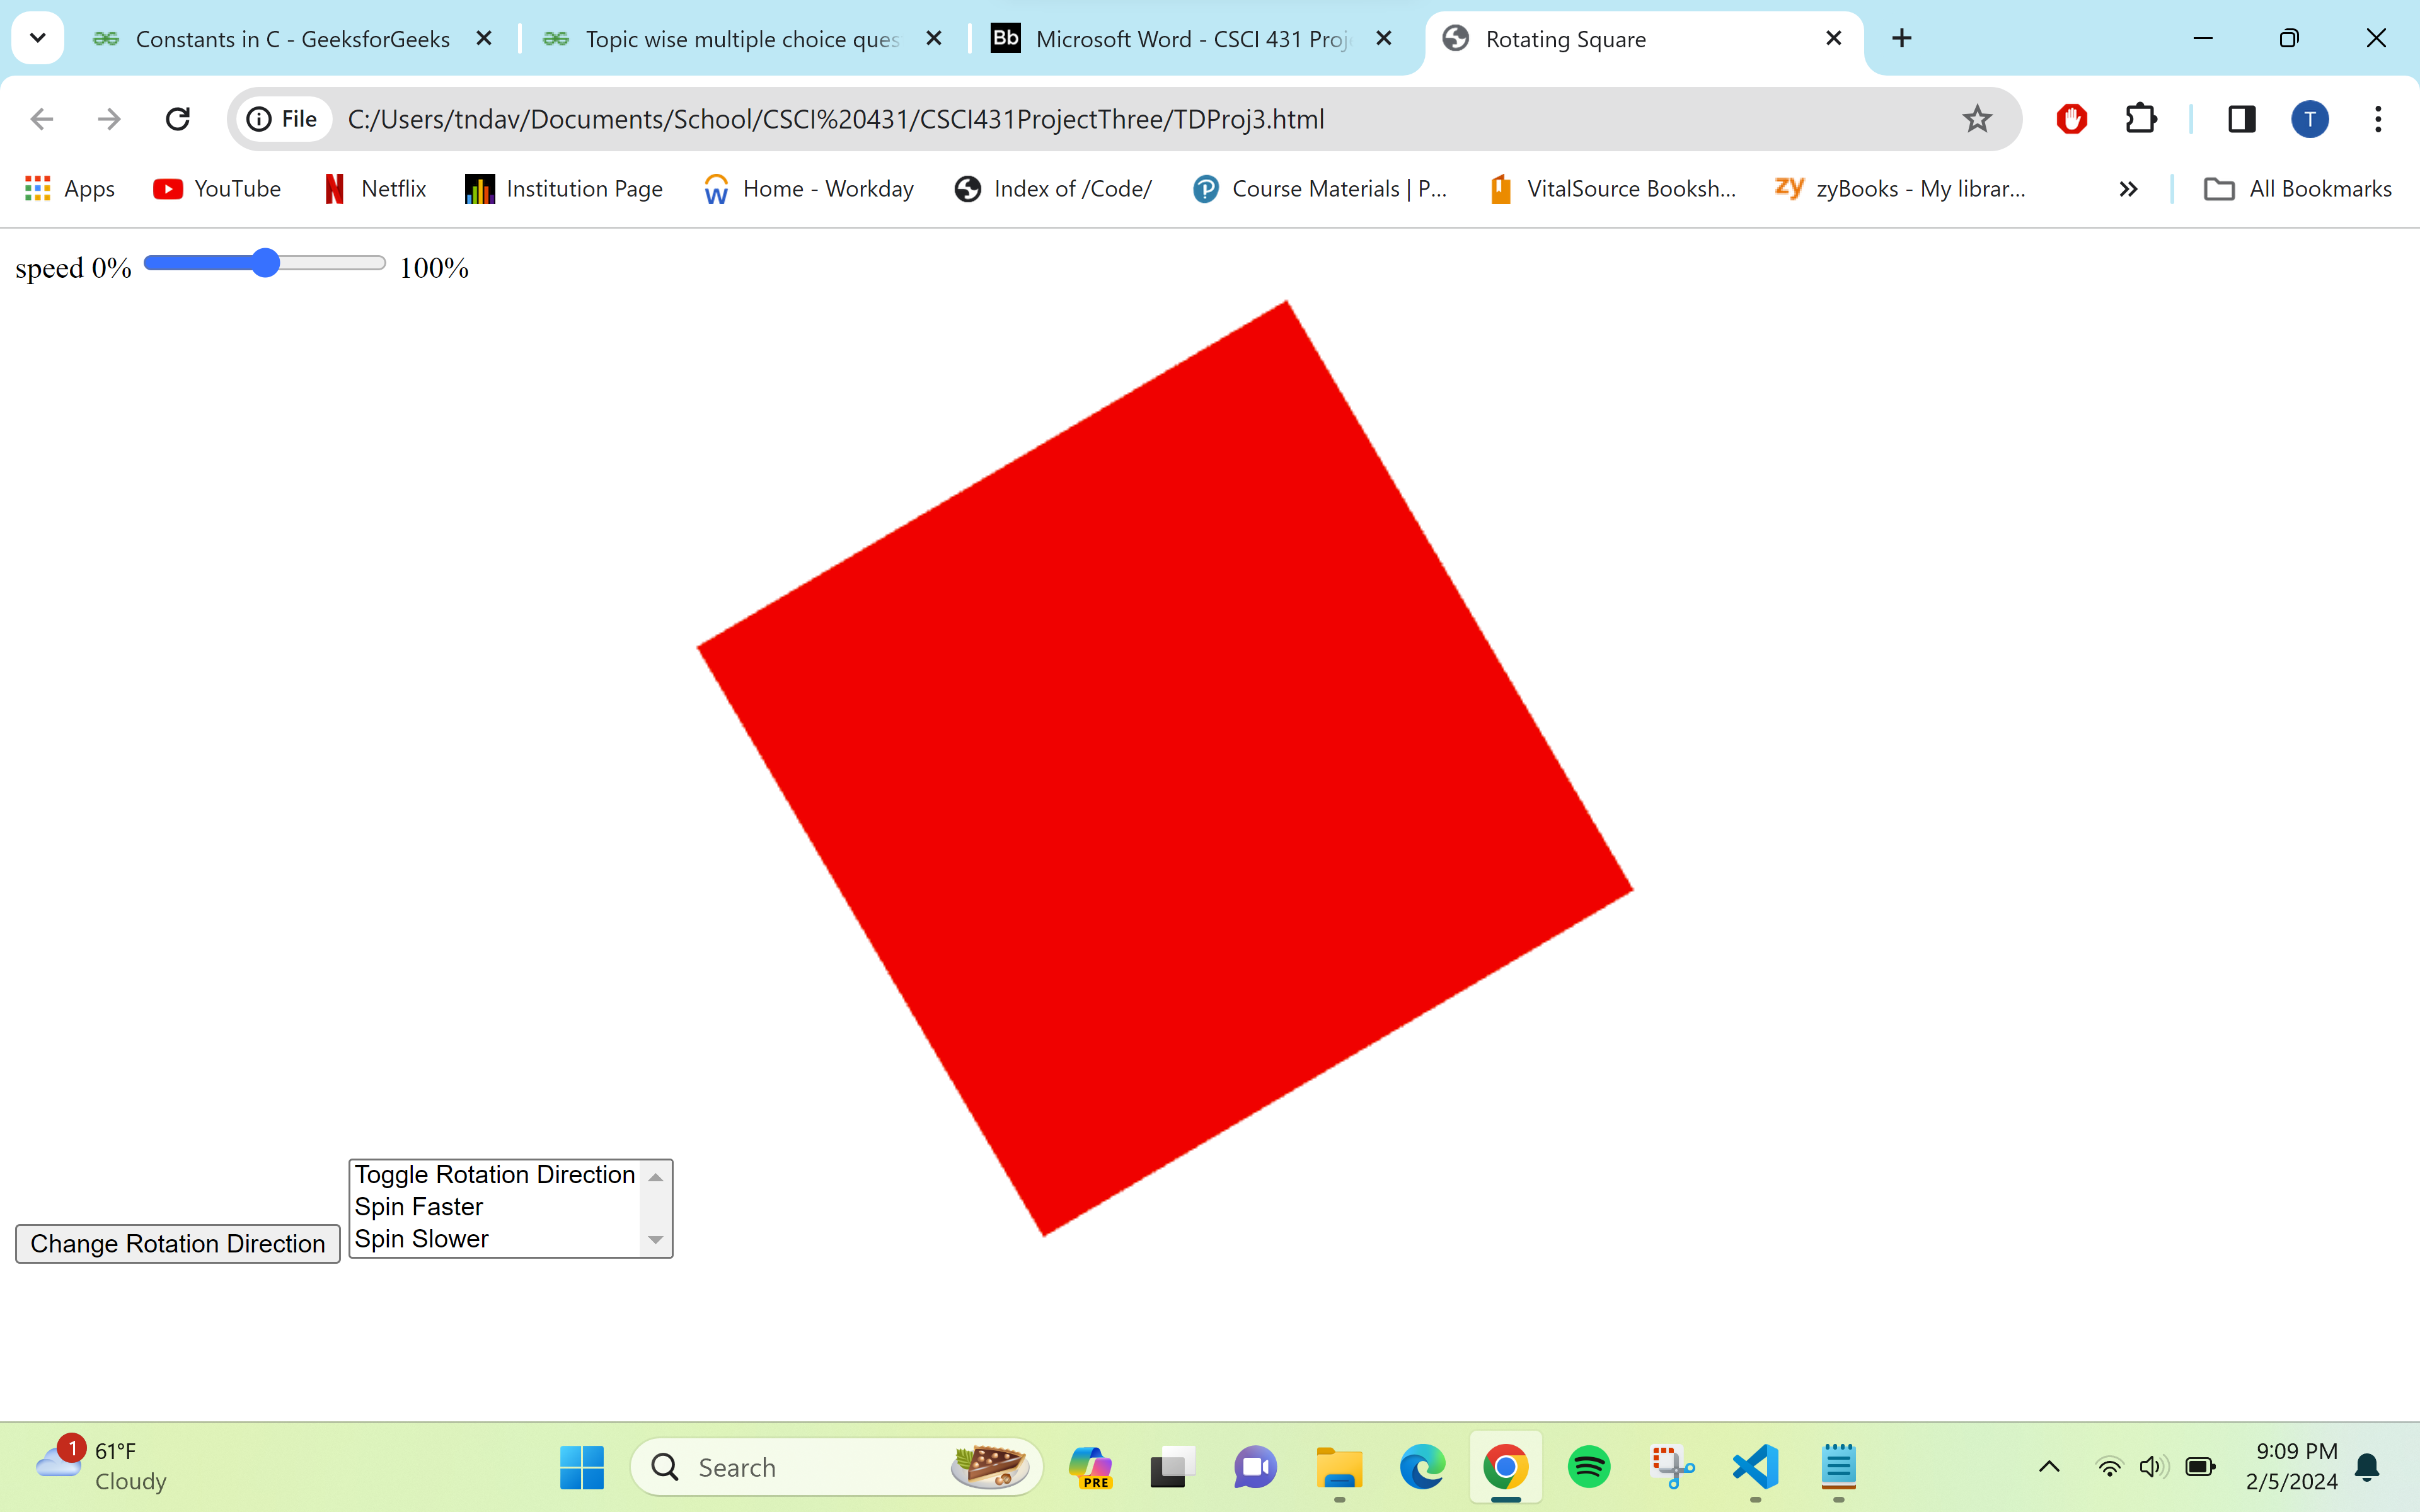 Constants in C - GeeksforGeeks
Topic wise multiple choice ques
Bb Microsoft Word - CSCI 431 Proj
Rotating Square
File C:/Users/tndav/Documents/School/CSCI%20431/CSCI431ProjectThree/TDProj3.html
T
Apps YouTube Netflix Institution Page Home - Workday Index of /Code/ Course Materials | P... VitalSource Booksh... zyBooks - My librar... » All Bookmarks
speed 0% 100%
Toggle Rotation Direction
Spin Faster
Spin Slower
Change Rotation Direction
1
61°F
Cloudy
Search
PRE
9:09 PM
2/5/2024